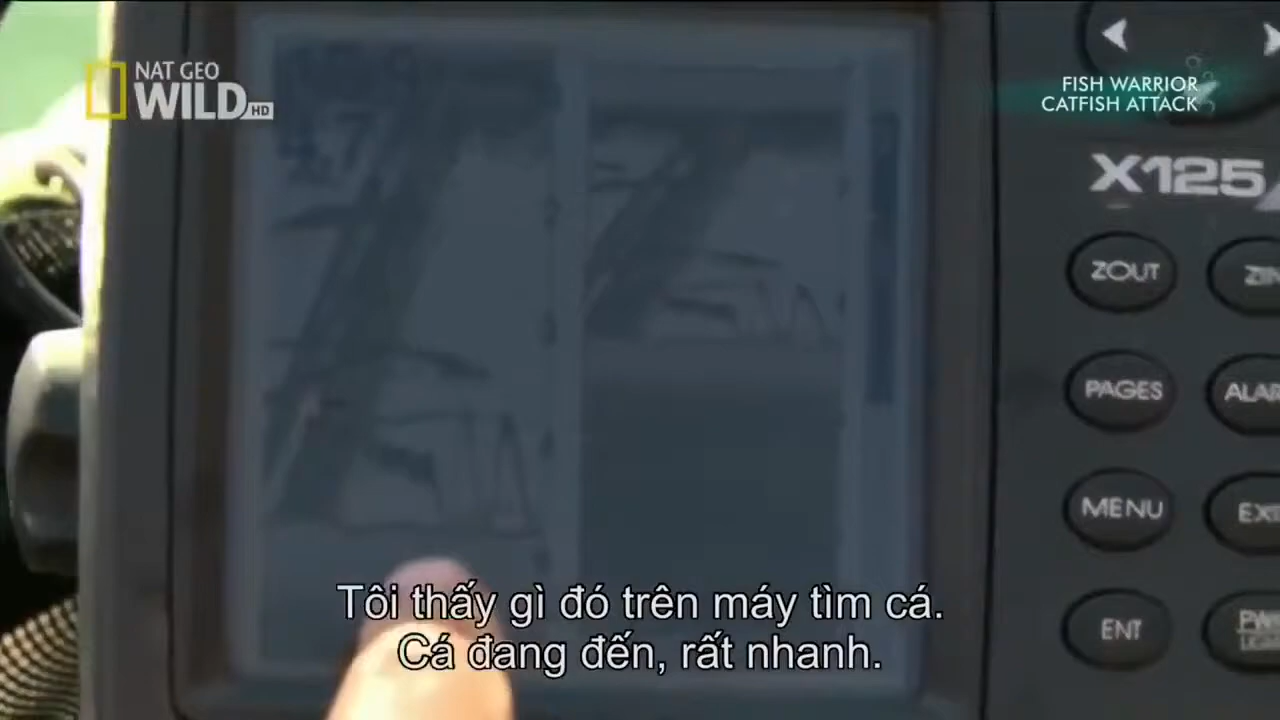 NAT GEO
WILD HD
FISH WARRIOR
CATFISH ATTACK
X125
ZOUT
PAGES
MENU
ENT
Tôi thấy gì đó trên máy tìm cá.
Cá đang đến, rất nhanh.